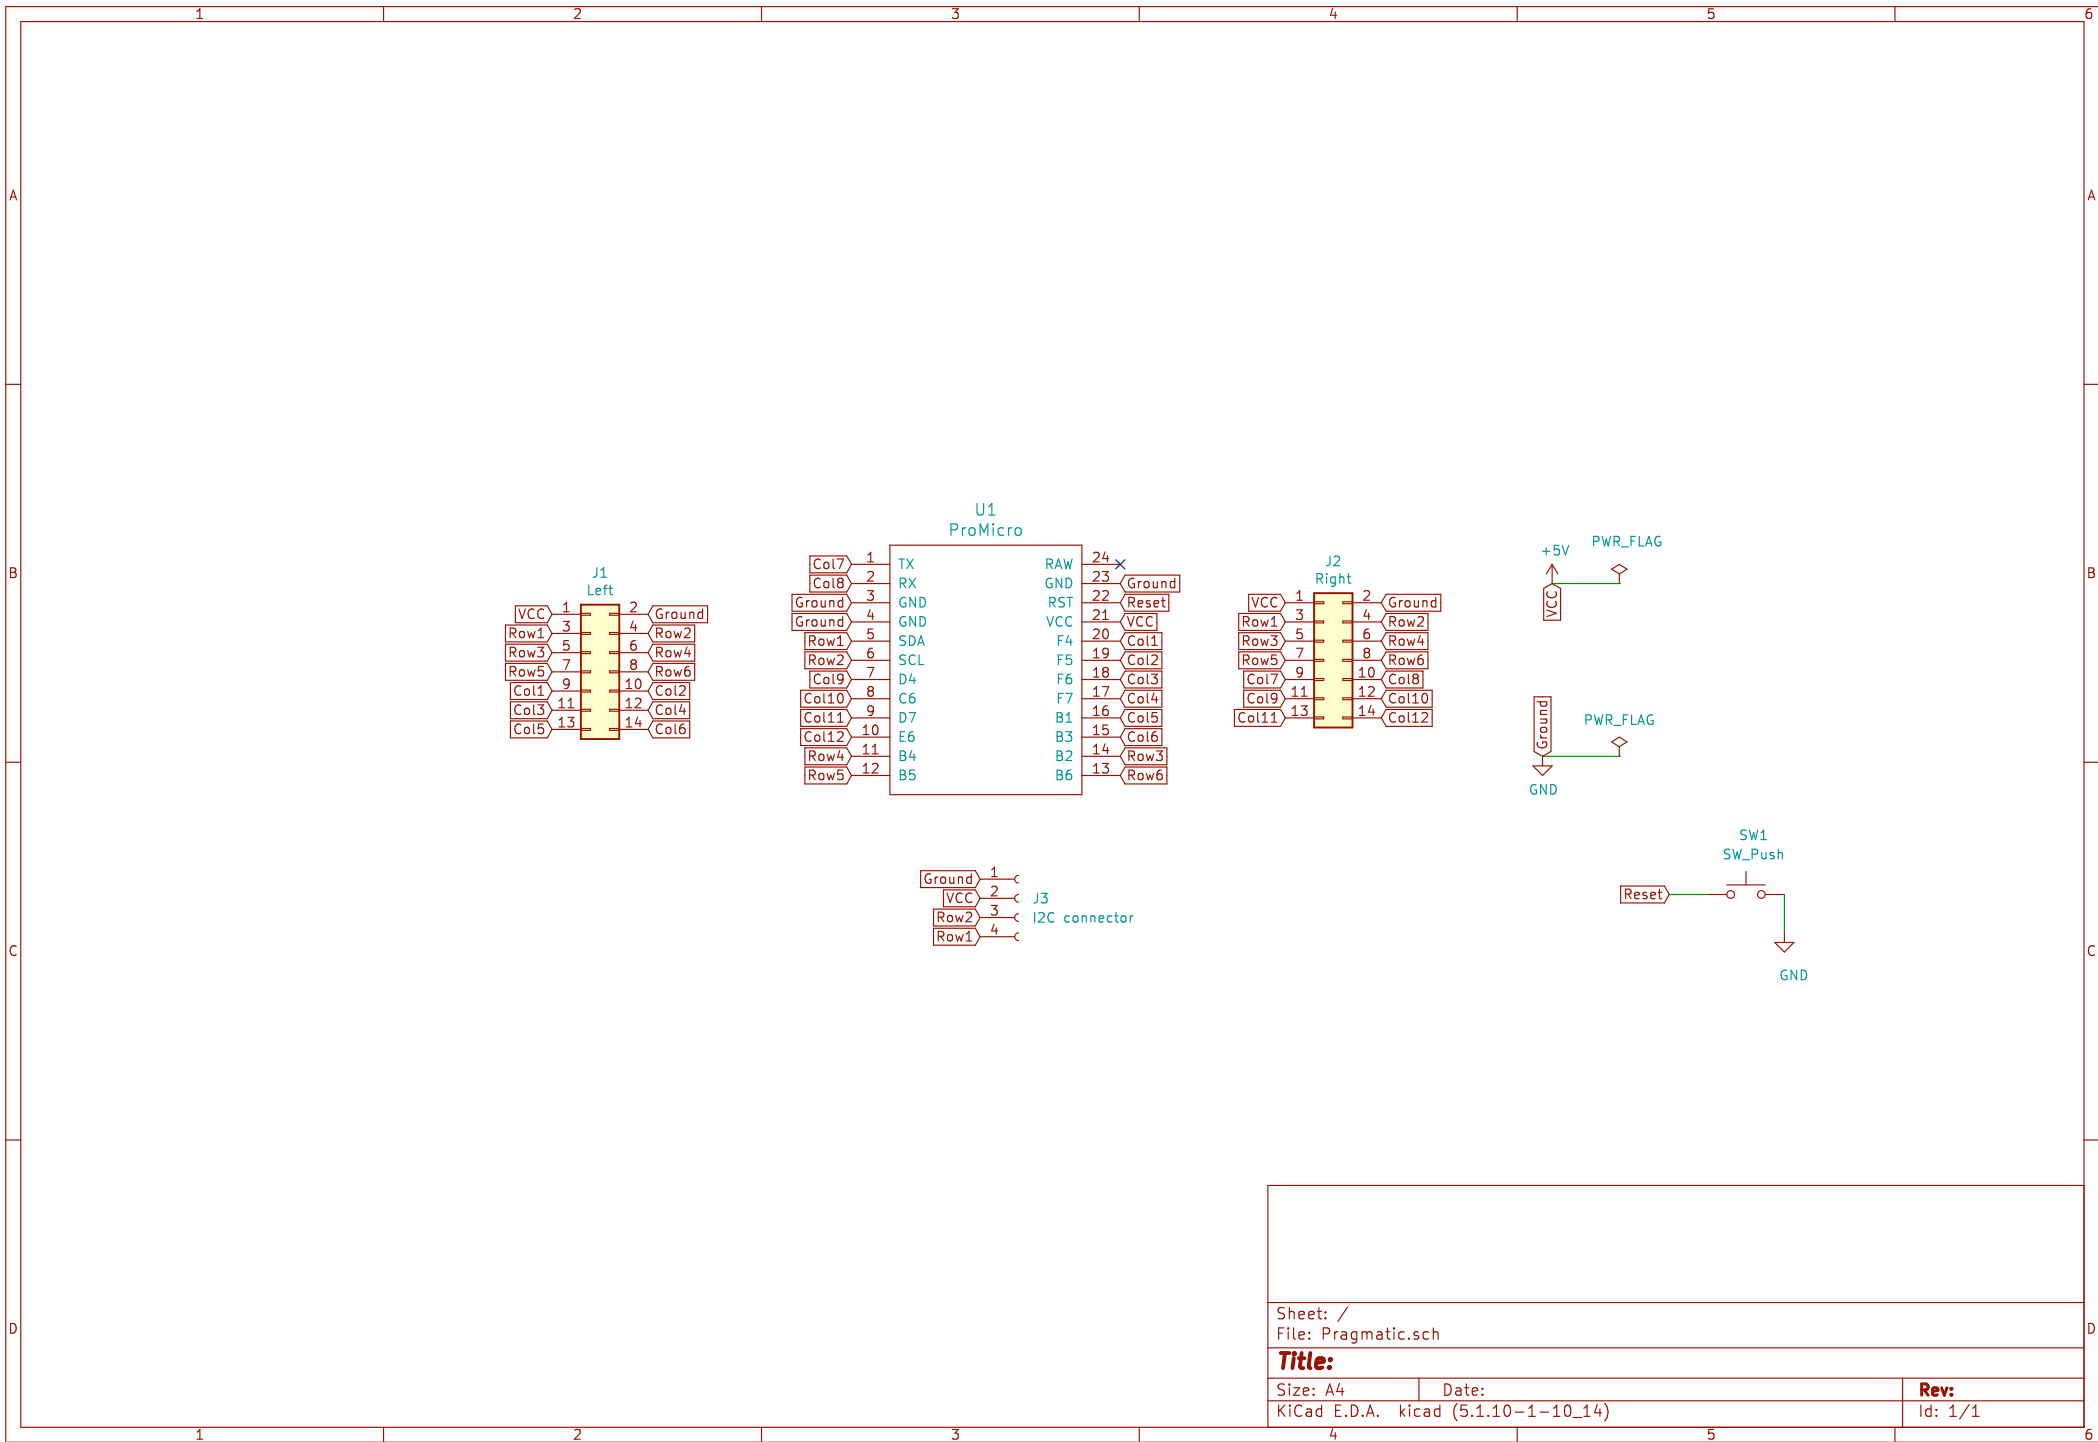 1 2 3 4 5 6
A A
B B
C C
D D
J1
Left
VCC 1 2 Ground
Row1 3 4 Row2
Row3 5 6 Row4
Row5 7 8 Row6
Col1 9 10 Col2
Col3 11 12 Col4
Col5 13 14 Col6
U1
ProMicro
Col7 1 TX RAW 24
Col8 2 RX GND 23 Ground
Ground 3 GND RST 22 Reset
Ground 4 GND VCC 21 VCC
Row1 5 SDA F4 20 Col1
Row2 6 SCL F5 19 Col2
Col9 7 D4 F6 18 Col3
Col10 8 C6 F7 17 Col4
Col11 9 D7 B1 16 Col5
Col12 10 E6 B3 15 Col6
Row4 11 B4 B2 14 Row3
Row5 12 B5 B6 13 Row6
J2
Right
VCC 1 2 Ground
Row1 3 4 Row2
Row3 5 6 Row4
Row5 7 8 Row6
Col7 9 10 Col8
Col9 11 12 Col10
Col11 13 14 Col12
+5V PWR_FLAG
VCC
Ground
PWR_FLAG
GND
SW1
SW_Push
Reset
GND
Ground 1
VCC 2 J3
Row2 3 I2C connector
Row1 4
Sheet: /
File: Pragmatic.sch
Title:
Size: A4 Date: Rev:
KiCad E.D.A. kicad (5.1.10-1-10_14) Id: 1/1
1 2 3 4 5 6